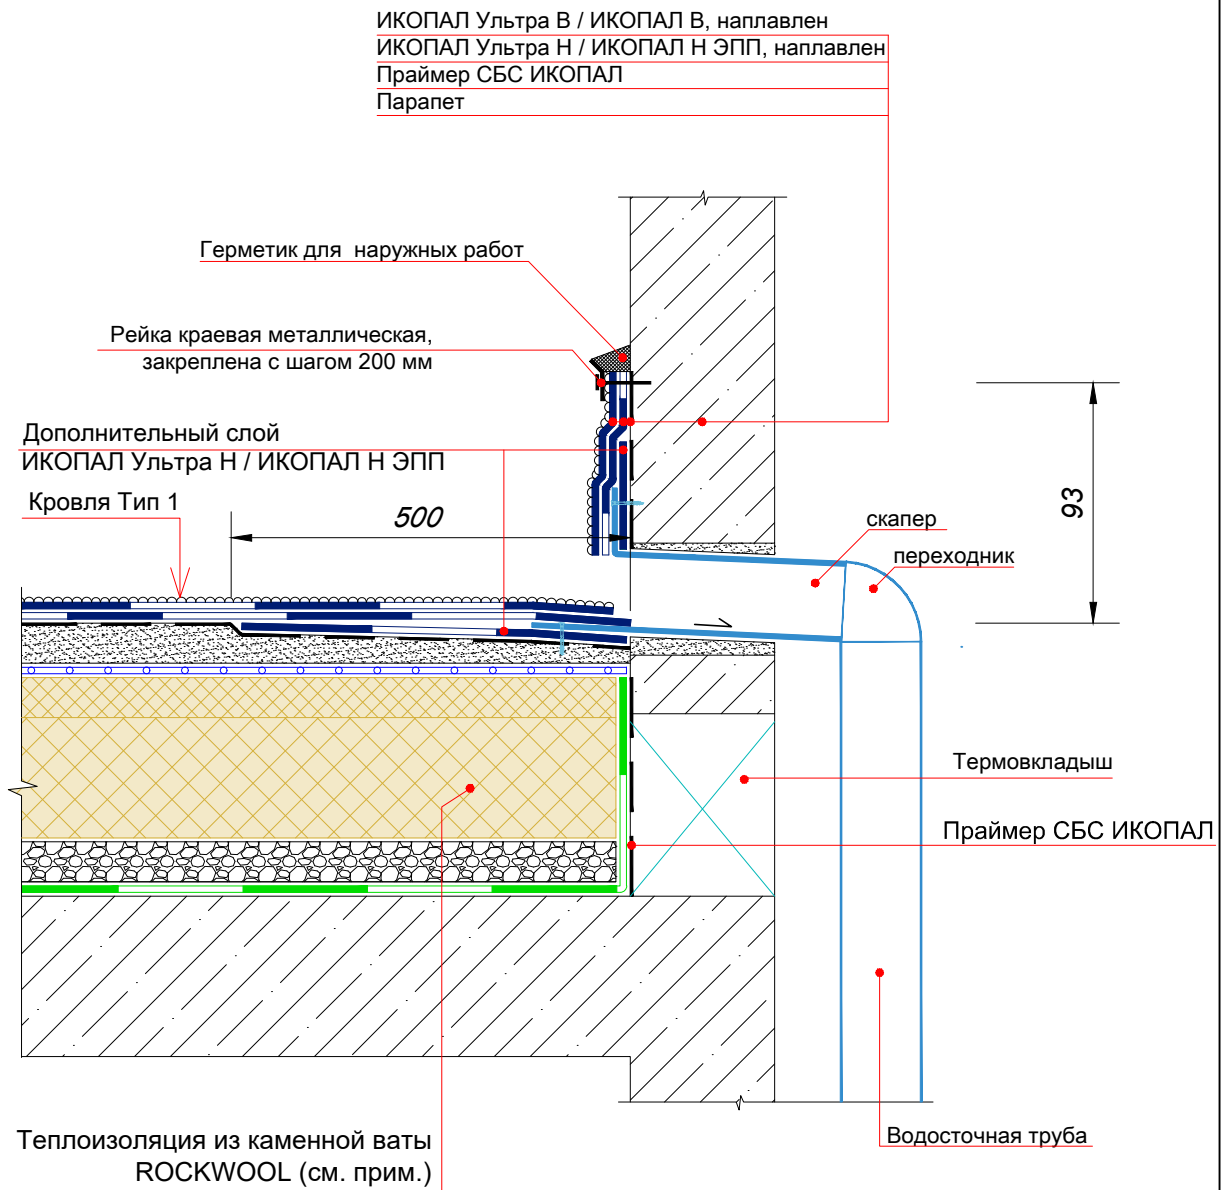 ИКОПАЛ Ультра В / ИКОПАЛ В, наплавлен
ИКОПАЛ Ультра Н / ИКОПАЛ Н ЭПП, наплавлен
Праймер СБС ИКОПАЛ
Парапет
Герметик для наружных работ
Рейка краевая металлическая,
закреплена с шагом 200 мм
Дополнительный слой
ИКОПАЛ Ультра Н / ИКОПАЛ Н ЭПП
Кровля Тип 1
500
93
скапер
переходник
Термовкладыш
Праймер СБС ИКОПАЛ
Водосточная труба
Теплоизоляция из каменной ваты
ROCKWOOL (см. прим.)